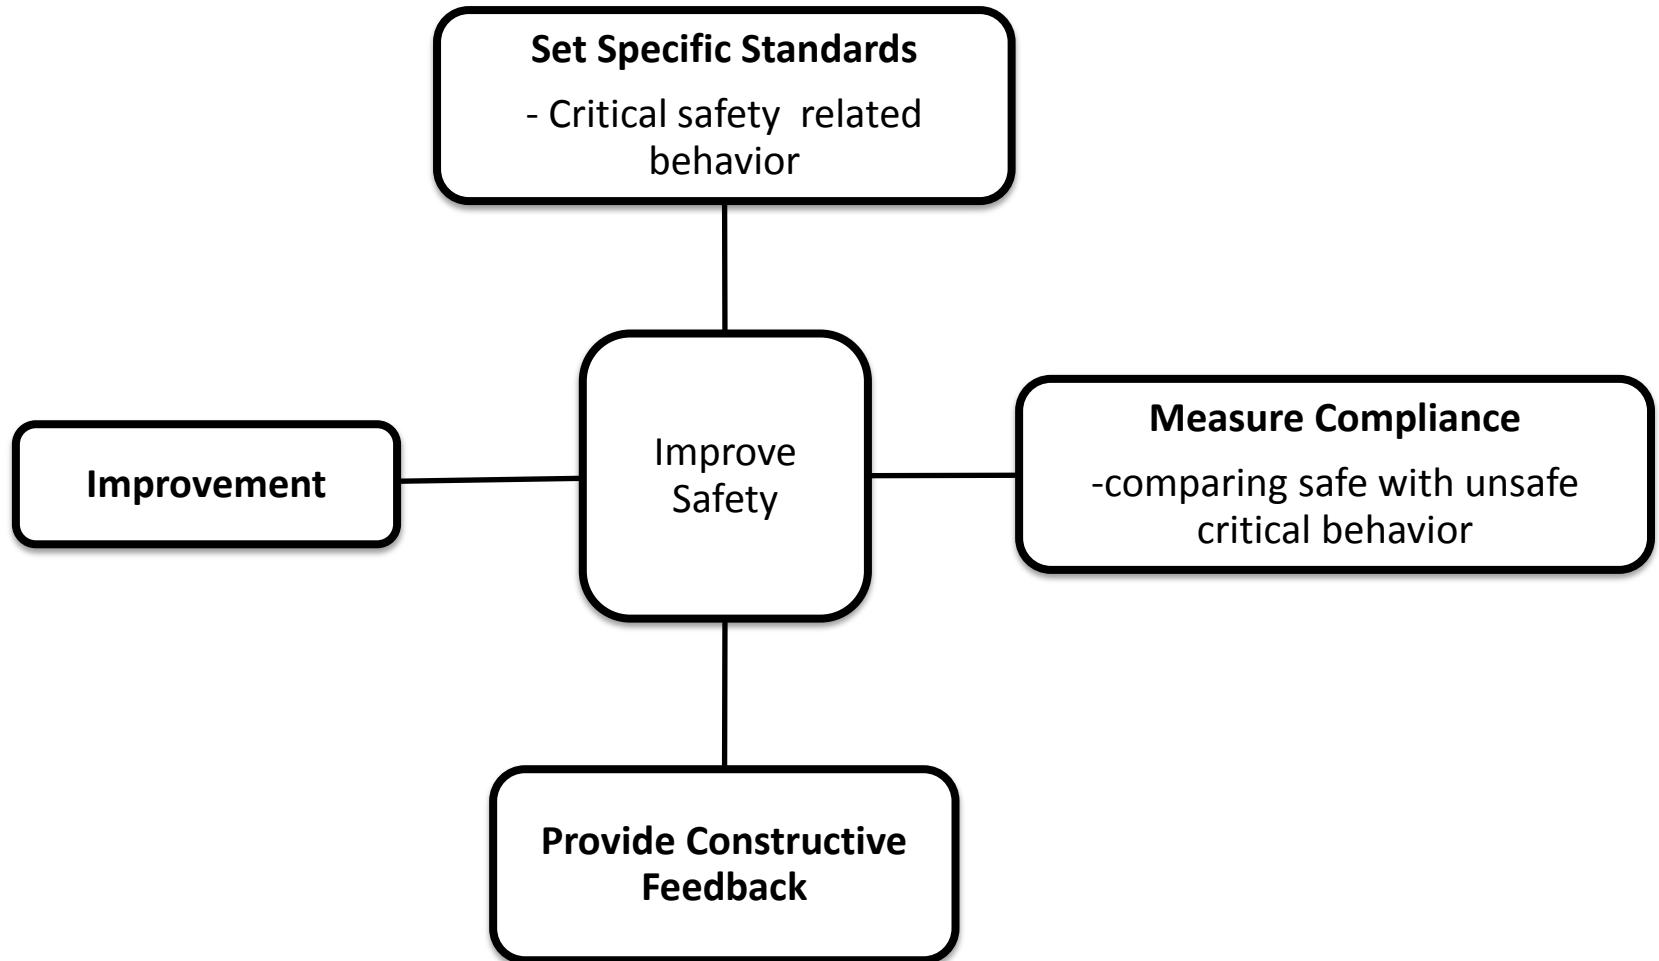 Set Specific Standards
- Critical safety  related
behavior
Improvement
Improve
Safety
Measure Compliance
-comparing safe with unsafe
critical behavior
Provide Constructive
Feedback